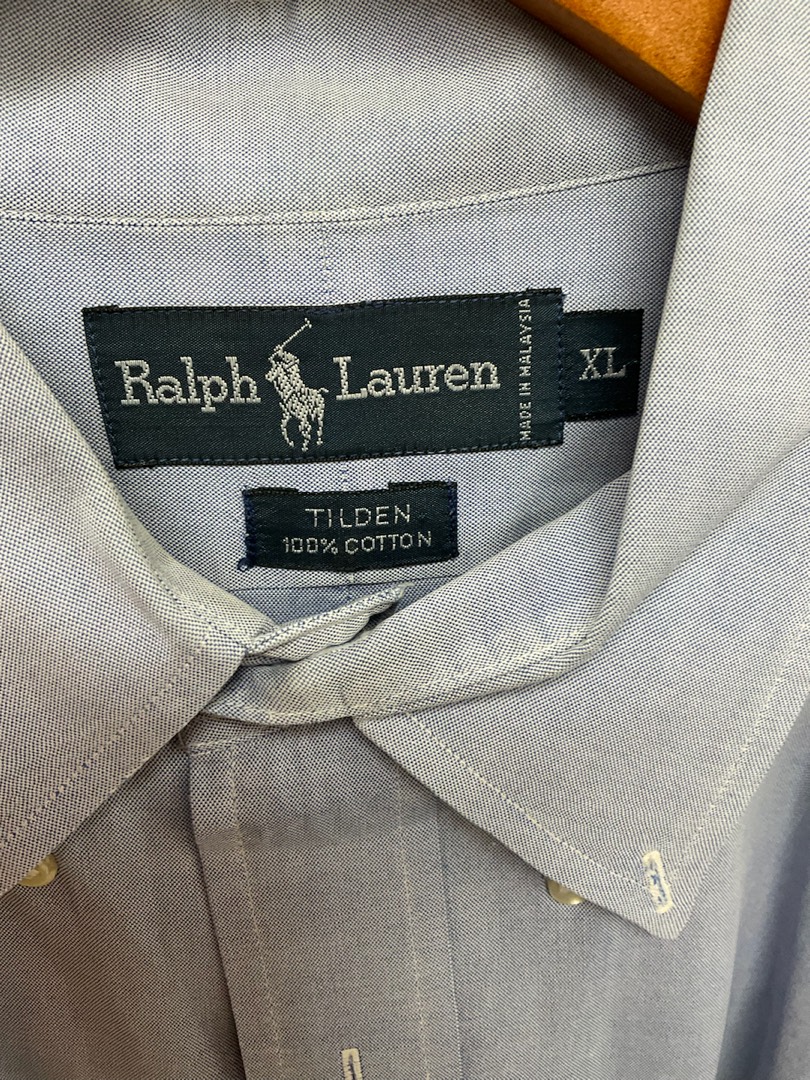 Ralph Lauren
MADE IN MALAYSIA
XL
TILDEN
100% COTTON